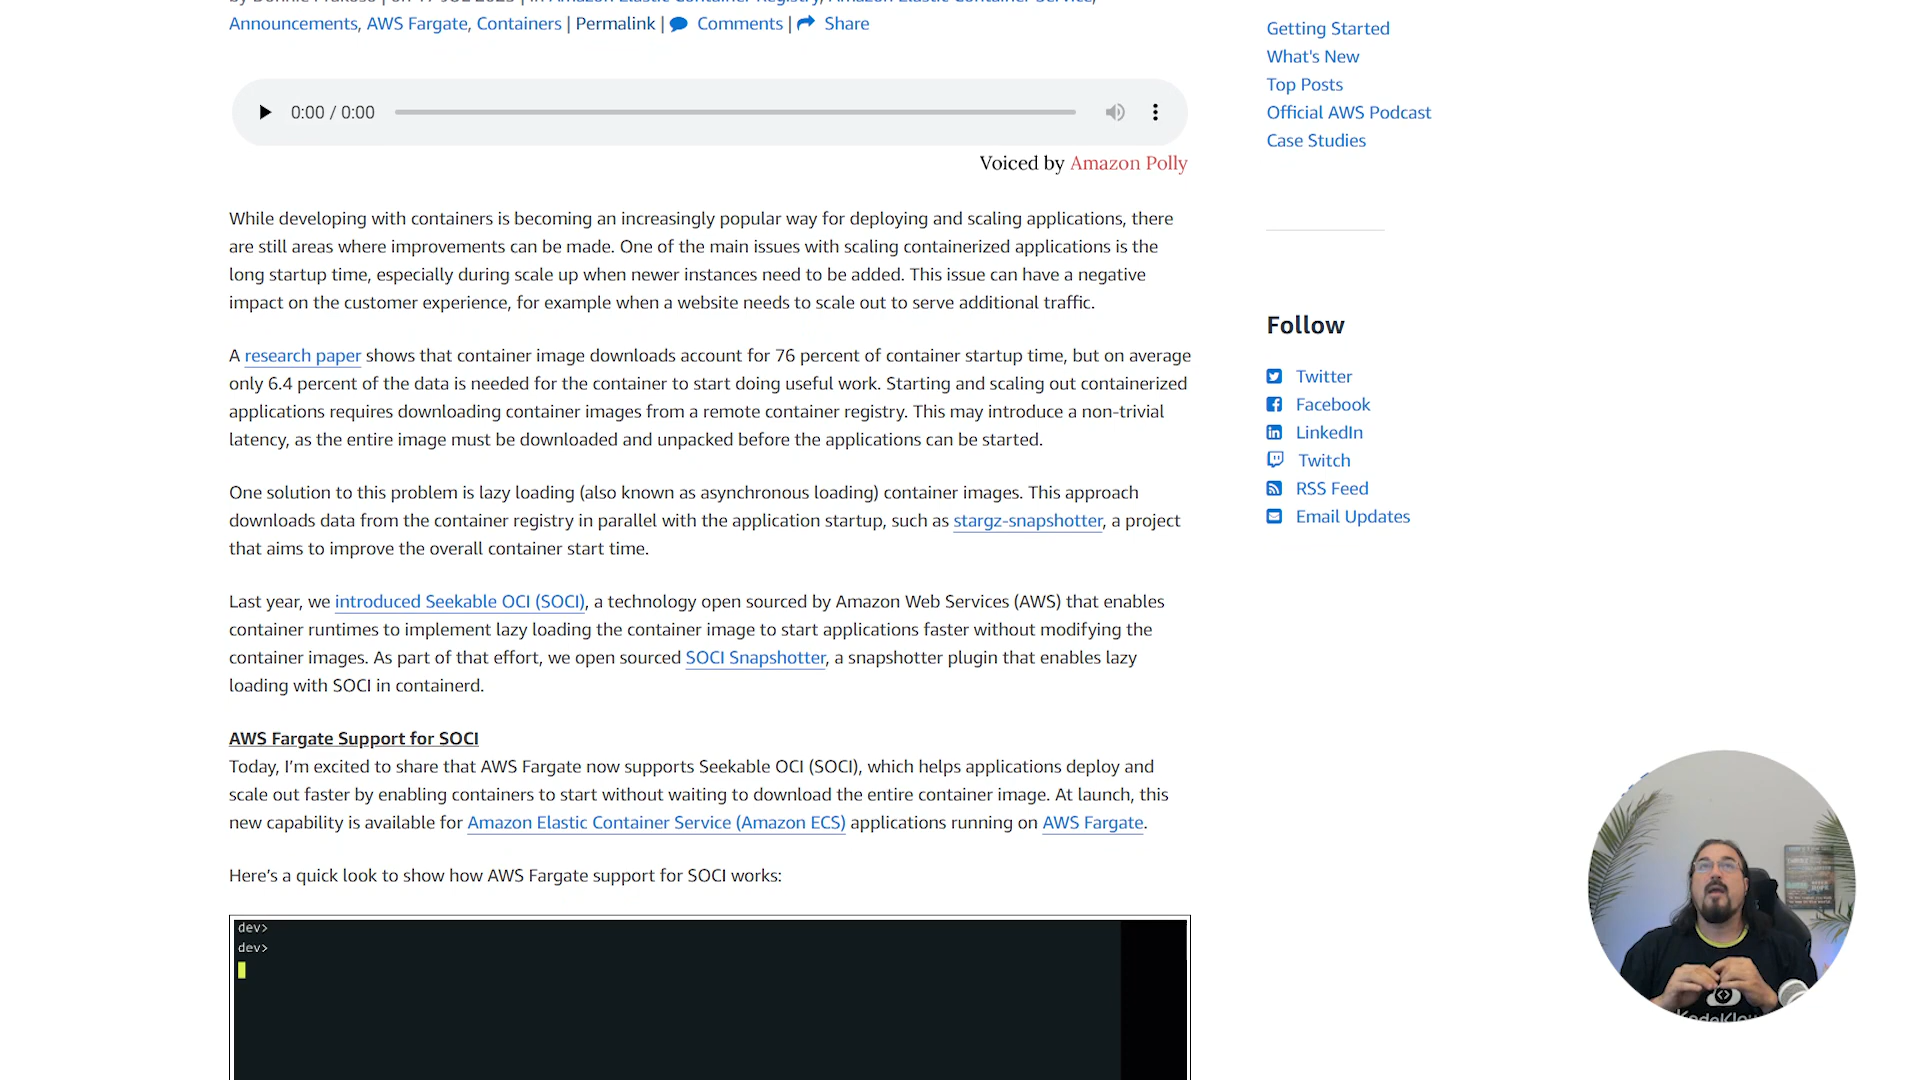 Announcements, AWS Fargate, Containers | Permalink | Comments | Share
0:00 / 0:00
Voiced by Amazon Polly
While developing with containers is becoming an increasingly popular way for deploying and scaling applications, there
are still areas where improvements can be made. One of the main issues with scaling containerized applications is the
long startup time, especially during scale up when newer instances need to be added. This issue can have a negative
impact on the customer experience, for example when a website needs to scale out to serve additional traffic.
A research paper shows that container image downloads account for 76 percent of container startup time, but on average
only 6.4 percent of the data is needed for the container to start doing useful work. Starting and scaling out containerized
applications requires downloading container images from a remote container registry. This may introduce a non-trivial
latency, as the entire image must be downloaded and unpacked before the applications can be started.
One solution to this problem is lazy loading (also known as asynchronous loading) container images. This approach
downloads data from the container registry in parallel with the application startup, such as stargz-snapshotter, a project
that aims to improve the overall container start time.
Last year, we introduced Seekable OCI (SOCI), a technology open sourced by Amazon Web Services (AWS) that enables
container runtimes to implement lazy loading the container image to start applications faster without modifying the
container images. As part of that effort, we open sourced SOCI Snapshotter, a snapshotter plugin that enables lazy
loading with SOCI in containerd.
AWS Fargate Support for SOCI
Today, I'm excited to share that AWS Fargate now supports Seekable OCI (SOCI), which helps applications deploy and
scale out faster by enabling containers to start without waiting to download the entire container image. At launch, this
new capability is available for Amazon Elastic Container Service (Amazon ECS) applications running on AWS Fargate.
Here's a quick look to show how AWS Fargate support for SOCI works:
dev>
dev>
Getting Started
What's New
Top Posts
Official AWS Podcast
Case Studies
Follow
Twitter
Facebook
LinkedIn
Twitch
RSS Feed
Email Updates